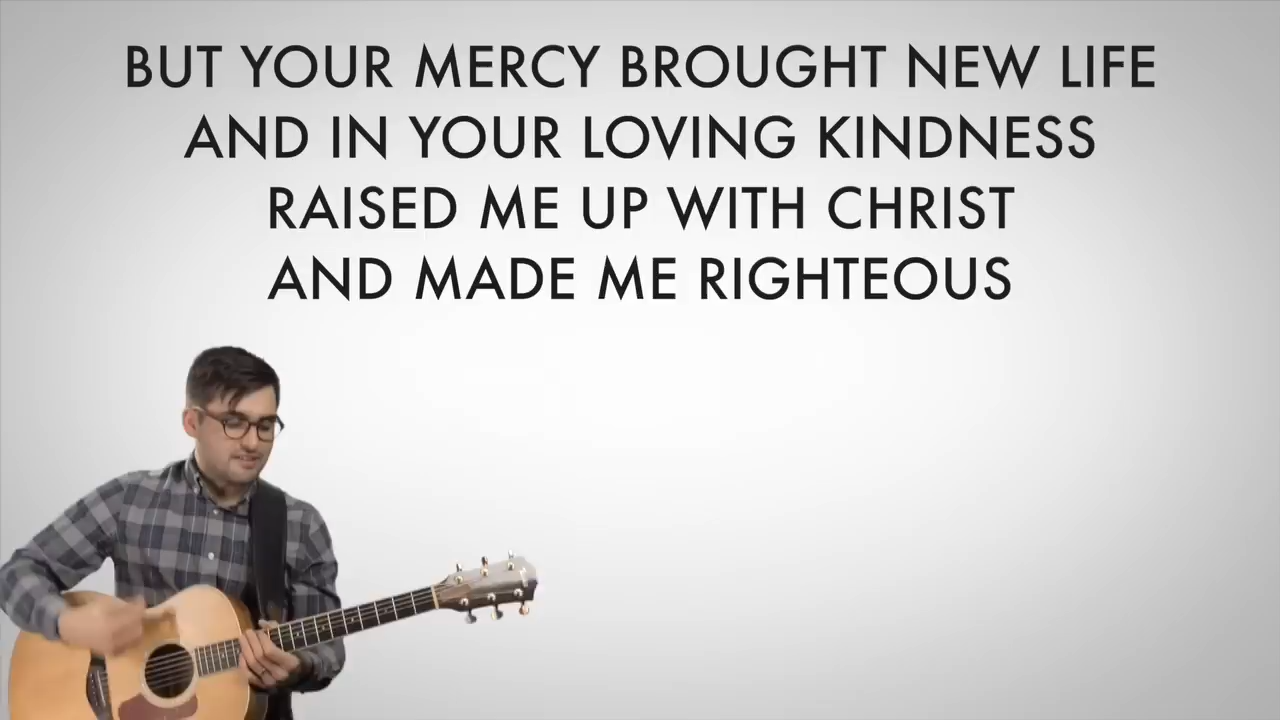 BUT YOUR MERCY BROUGHT NEW LIFE
AND IN YOUR LOVING KINDNESS
RAISED ME UP WITH CHRIST
AND MADE ME RIGHTEOUS